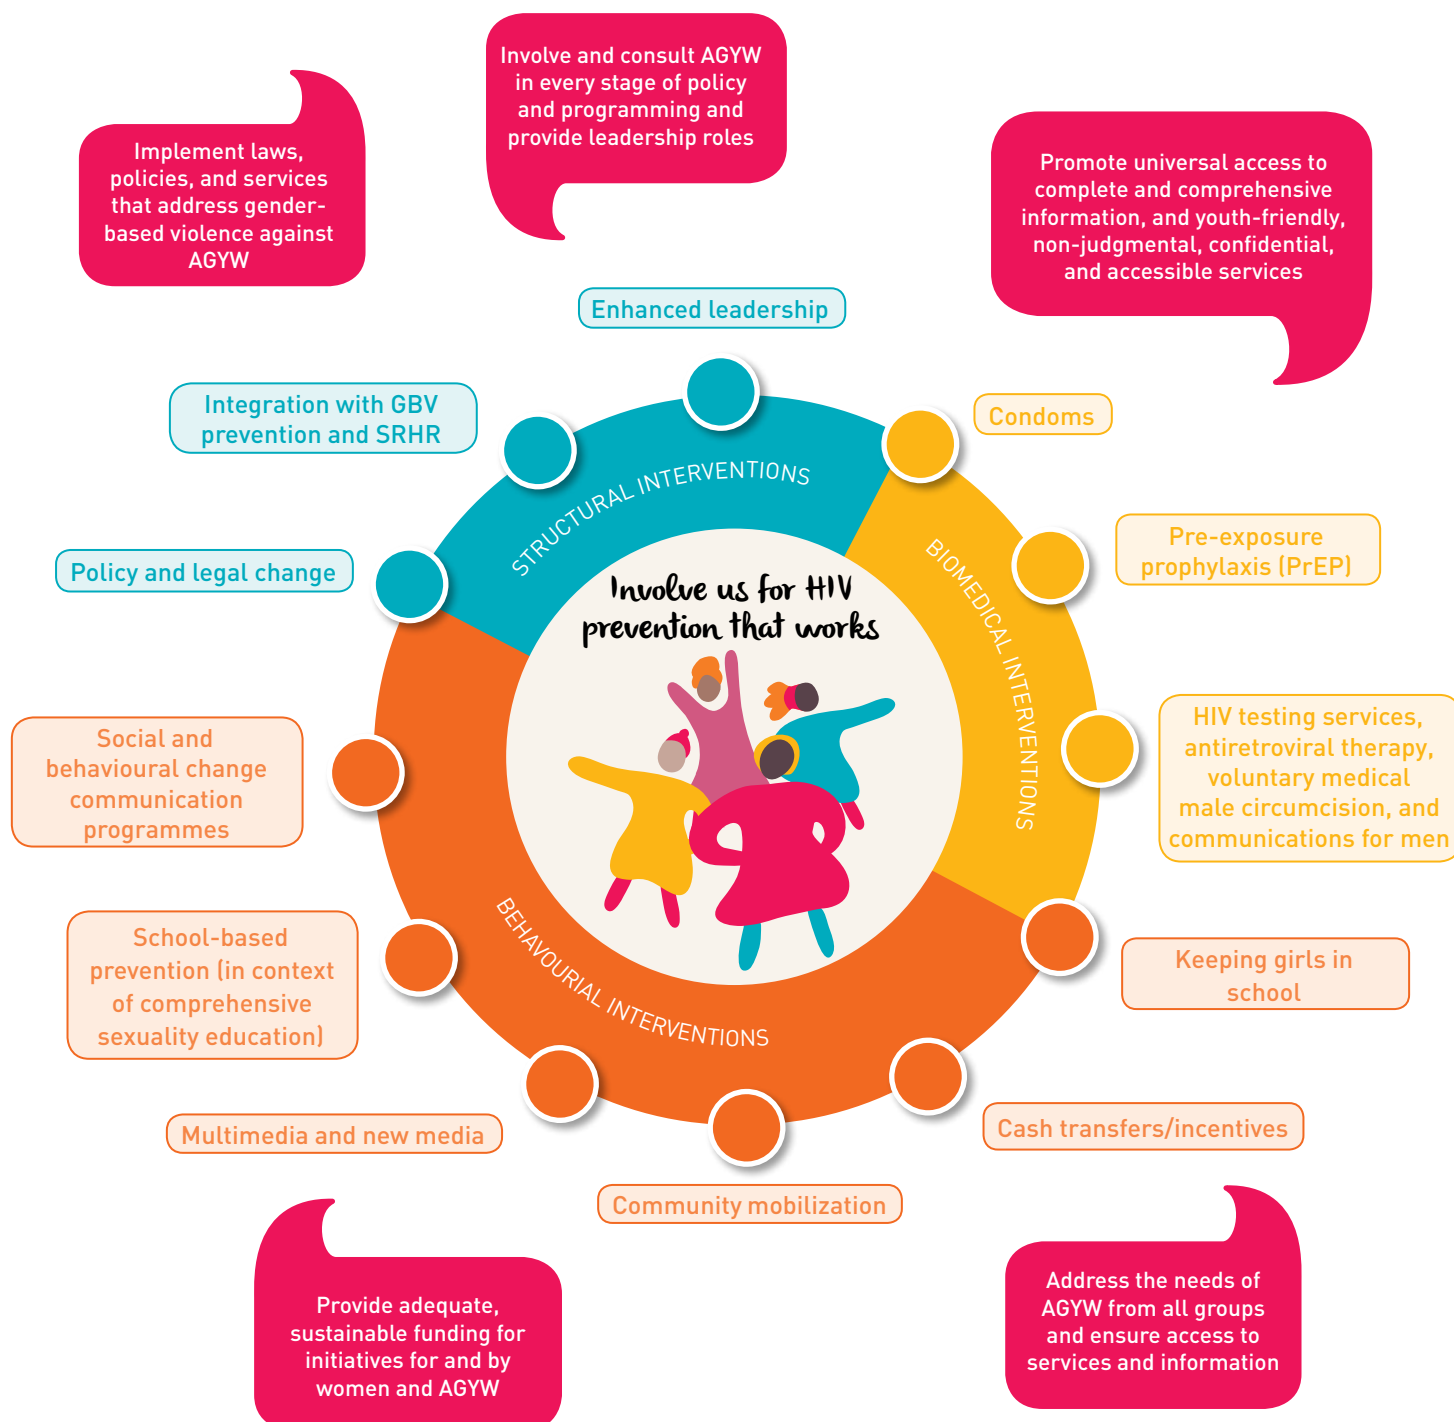 Involve and consult AGYW
in every stage of policy
and programming and
provide leadership roles
Implement laws,
policies, and services
that address gender-
based violence against
AGYW
Promote universal access to
complete and comprehensive
information, and youth-friendly,
non-judgmental, confidential,
and accessible services
Enhanced leadership
Integration with GBV
prevention and SRHR
Condoms
Policy and legal change
Pre-exposure
prophylaxis (PrEP)
STRUCTURAL INTERVENTIONS
BIOMEDICAL INTERVENTIONS
Involve us for HIV
prevention that works
Social and
behavioural change
communication
programmes
HIV testing services,
antiretroviral therapy,
voluntary medical
male circumcision, and
communications for men
School-based
prevention (in context
of comprehensive
sexuality education)
BEHAVOURIAL INTERVENTIONS
Keeping girls in
school
Multimedia and new media
Cash transfers/incentives
Community mobilization
Provide adequate,
sustainable funding for
initiatives for and by
women and AGYW
Address the needs of
AGYW from all groups
and ensure access to
services and information